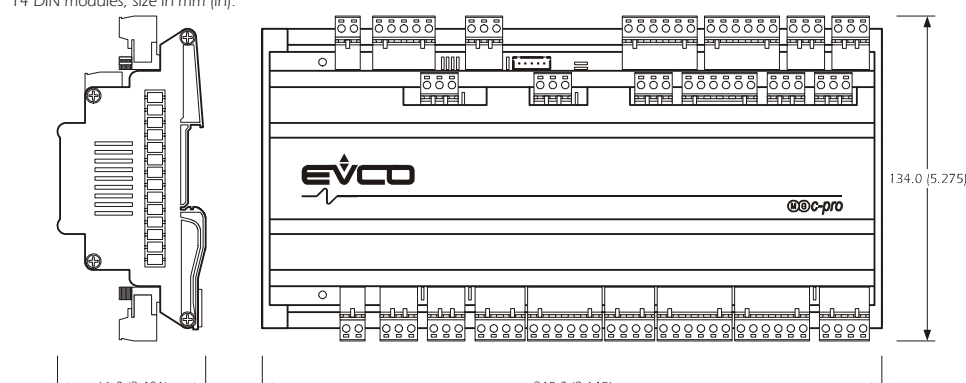 14 DIN modules; size in mm (in).
EVCO
134.0 (5.275)
M G c-pro